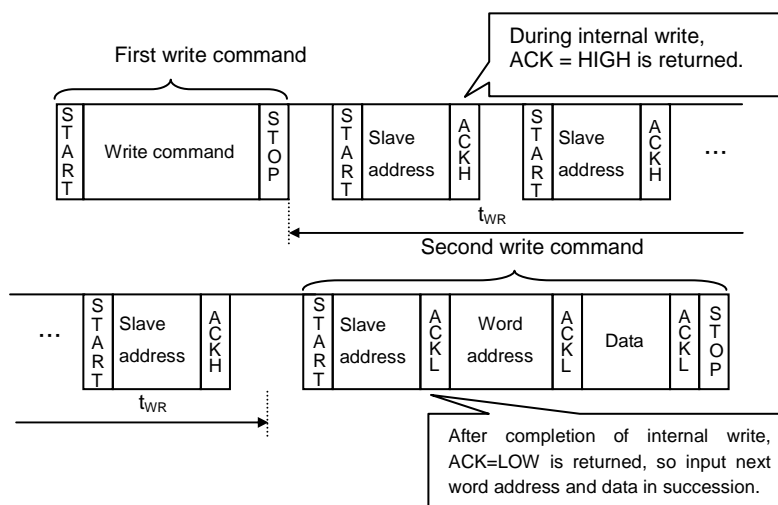 First write command
During internal write,
ACK = HIGH is returned.
START
Write command
STOP
START
Slave
address
ACKH
START
Slave
address
ACKH
...
tWR
Second write command
...
START
Slave
address
ACKH
START
Slave
address
ACKL
Word
address
ACKL
Data
ACKL
STOP
tWR
After completion of internal write,
ACK=LOW is returned, so input next
word address and data in succession.